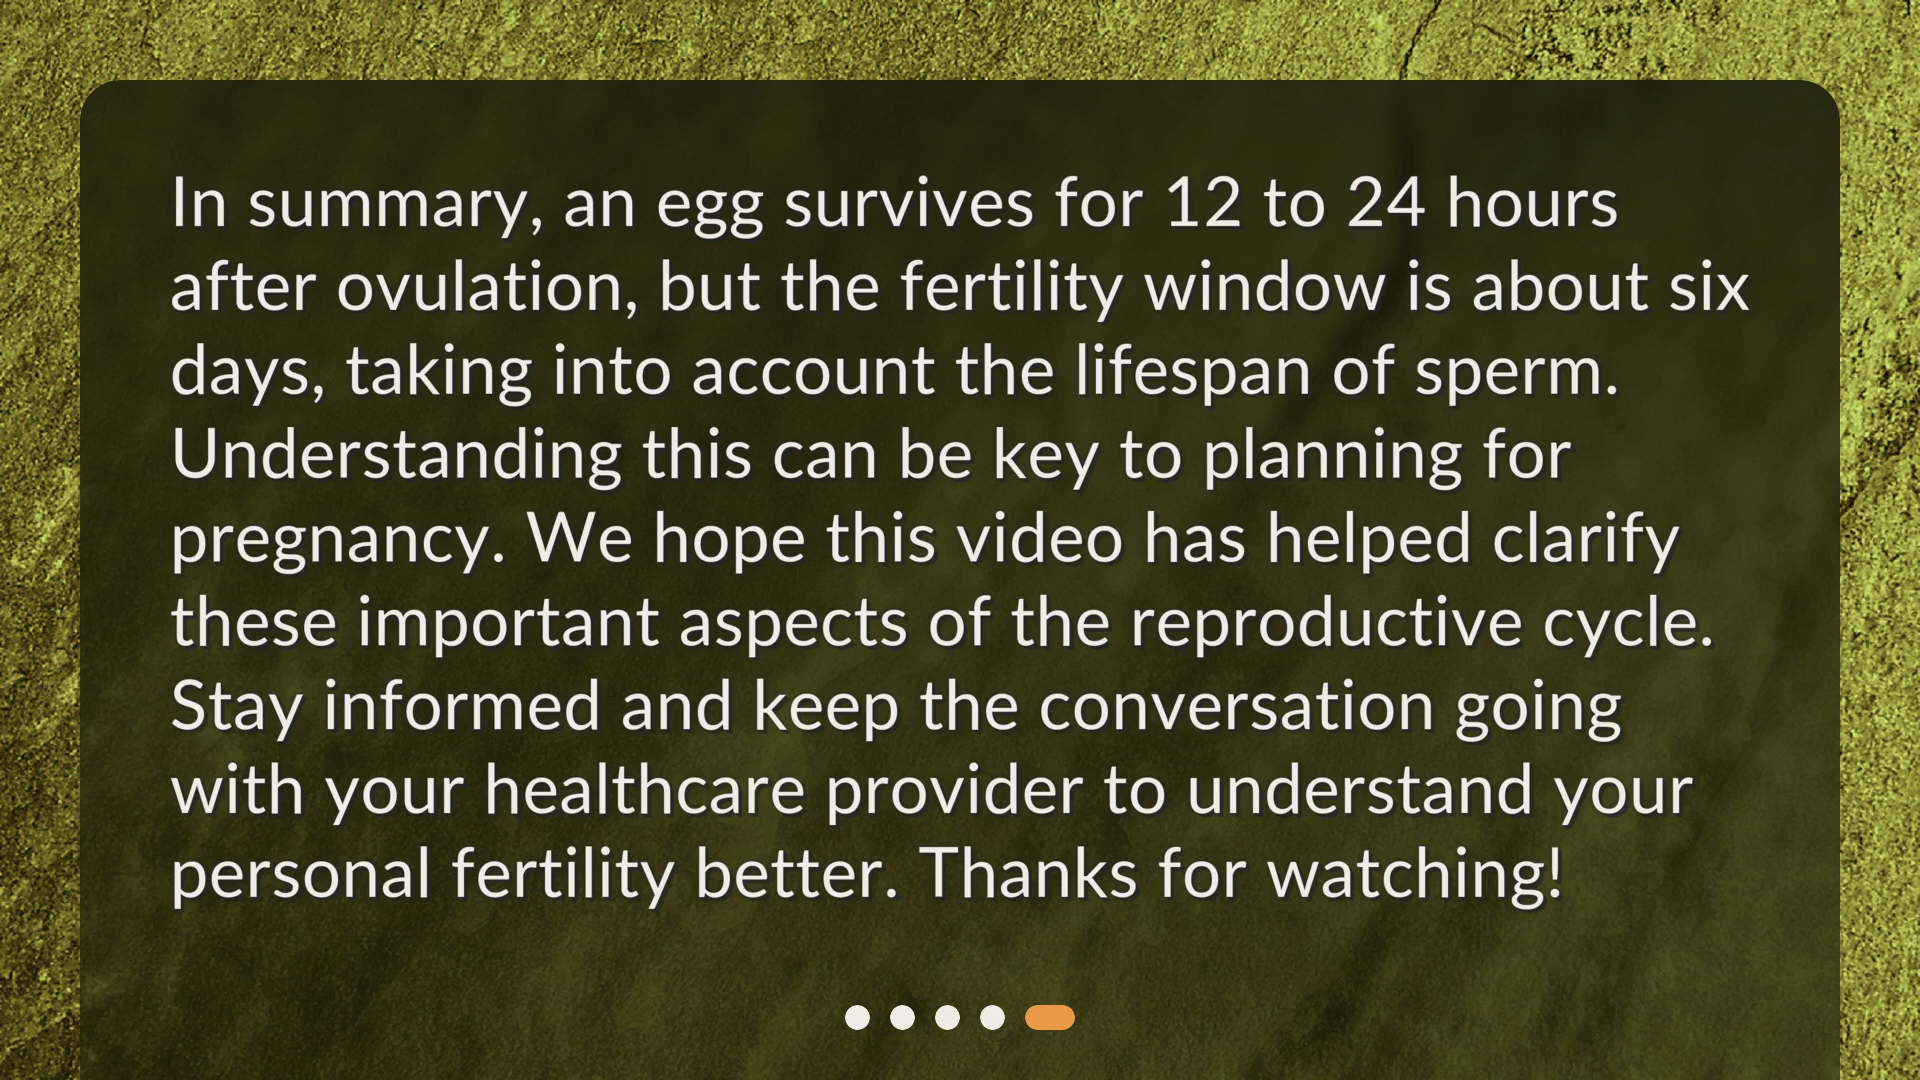 In summary, an egg survives for 12 to 24 hours
after ovulation, but the fertility window is about six
days, taking into account the lifespan of sperm.
Understanding this can be key to planning for
pregnancy. We hope this video has helped clarify
these important aspects of the reproductive cycle.
Stay informed and keep the conversation going
with your healthcare provider to understand your
personal fertility better. Thanks for watching!